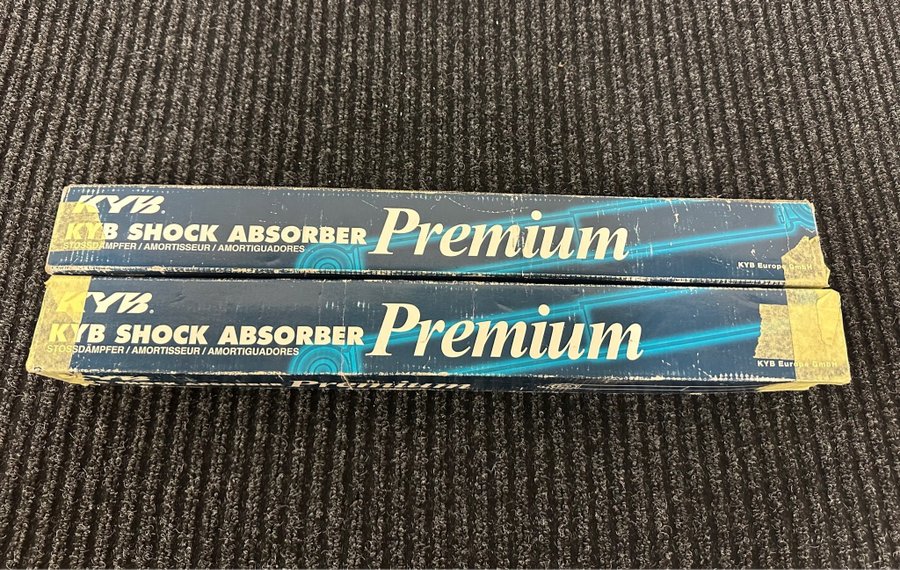 KYB.
KYB SHOCK ABSORBER Premium
STOSSDÄMPFER / AMORTISSEUR / AMORTIGUADORES
KYB Europe GmbH
KYB.
KYB SHOCK ABSORBER Premium
STOSSDÄMPFER / AMORTISSEUR / AMORTIGUADORES
KYB Europe GmbH
Premium